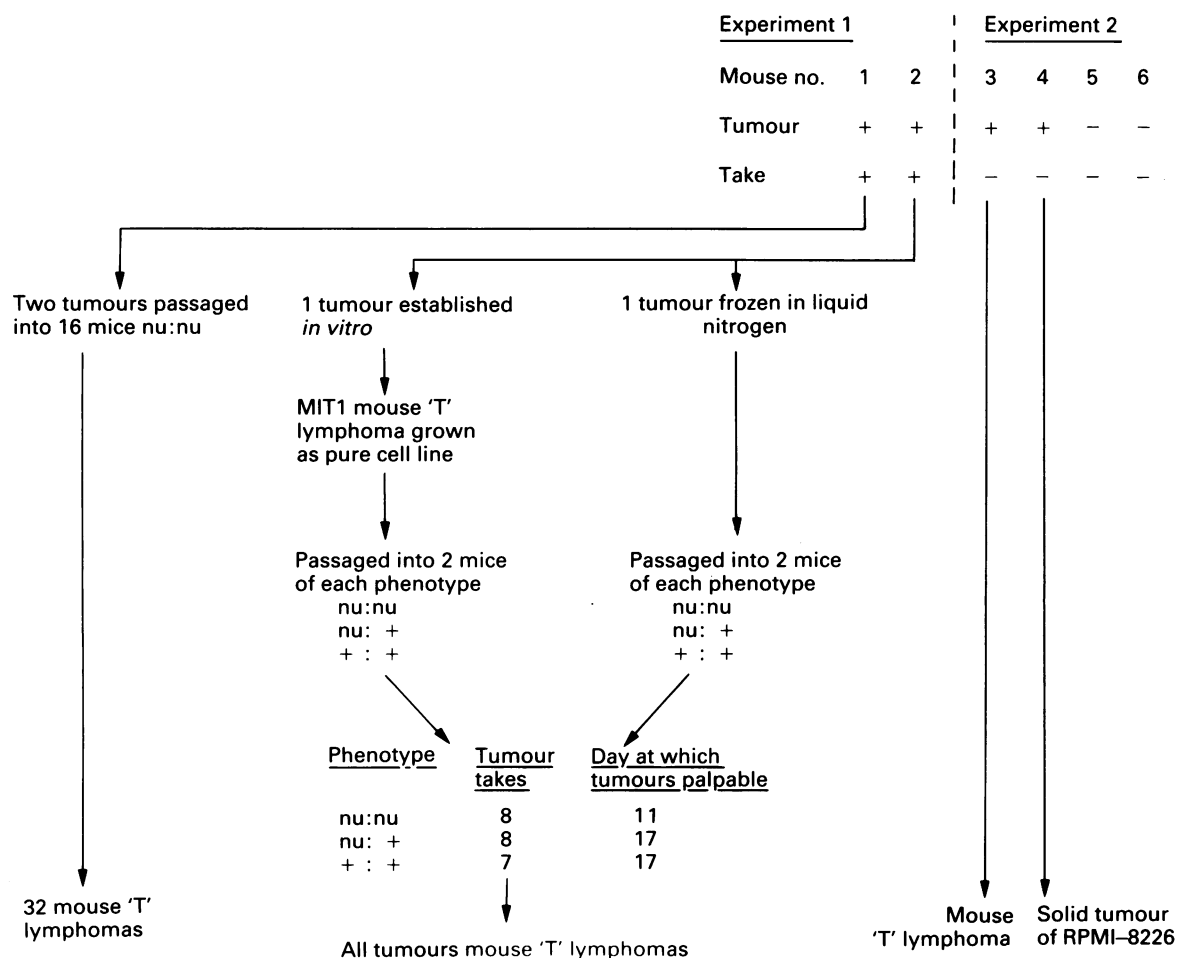 Experiment 1
Experiment 2
Mouse no. 1 2 3 4 5 6
Tumour + + + + − −
Take + + − − − −
Two tumours passaged
into 16 mice nu:nu
1 tumour established
in vitro
1 tumour frozen in liquid
nitrogen
MIT1 mouse ‘T’
lymphoma grown
as pure cell line
Passaged into 2 mice
of each phenotype
nu:nu
nu: +
+ : +
Passaged into 2 mice
of each phenotype
nu:nu
nu: +
+ : +
Phenotype
Tumour
takes
Day at which
tumours palpable
nu:nu 8 11
nu: + 8 17
+ : + 7 17
32 mouse ‘T’
lymphomas
All tumours mouse ‘T’ lymphomas
Mouse
‘T’ lymphoma
Solid tumour
of RPMI–8226